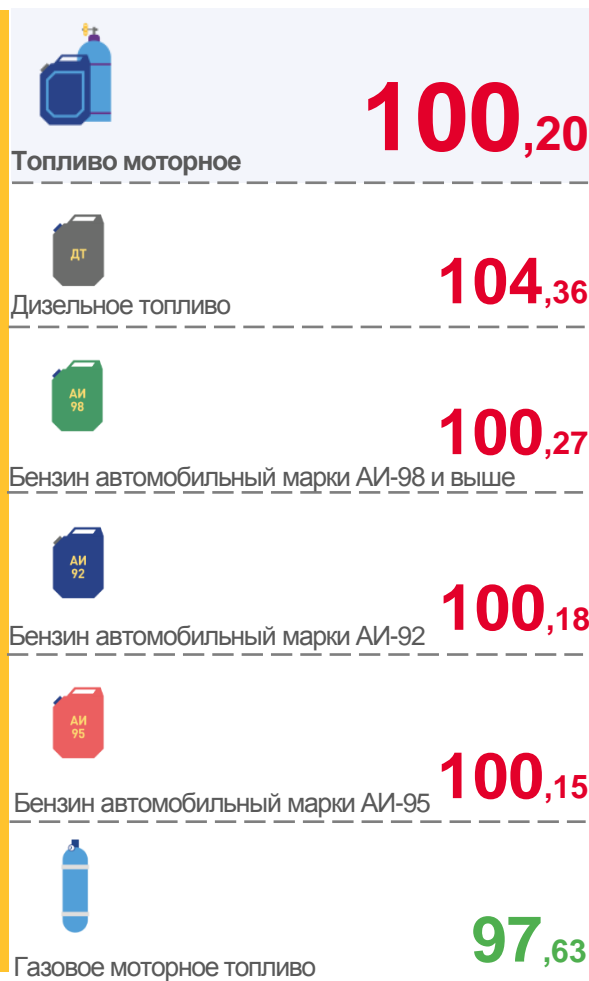 100,20
Топливо моторное
ДТ
104,36
Дизельное топливо
АИ
98
100,27
Бензин автомобильный марки АИ-98 и выше
АИ
92
100,18
Бензин автомобильный марки АИ-92
АИ
95
100,15
Бензин автомобильный марки АИ-95
97,63
Газовое моторное топливо